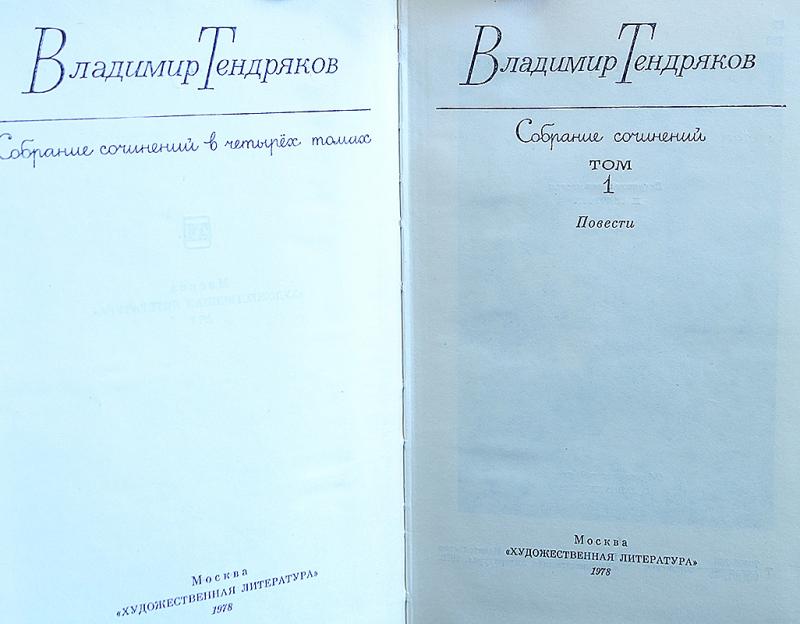 Владимир Тендряков
Собрание сочинений в четырёх томах
Москва
«ХУДОЖЕСТВЕННАЯ ЛИТЕРАТУРА»
1978
Владимир Тендряков
Собрание сочинений
ТОМ
1
Повести
Москва
«ХУДОЖЕСТВЕННАЯ ЛИТЕРАТУРА»
1978